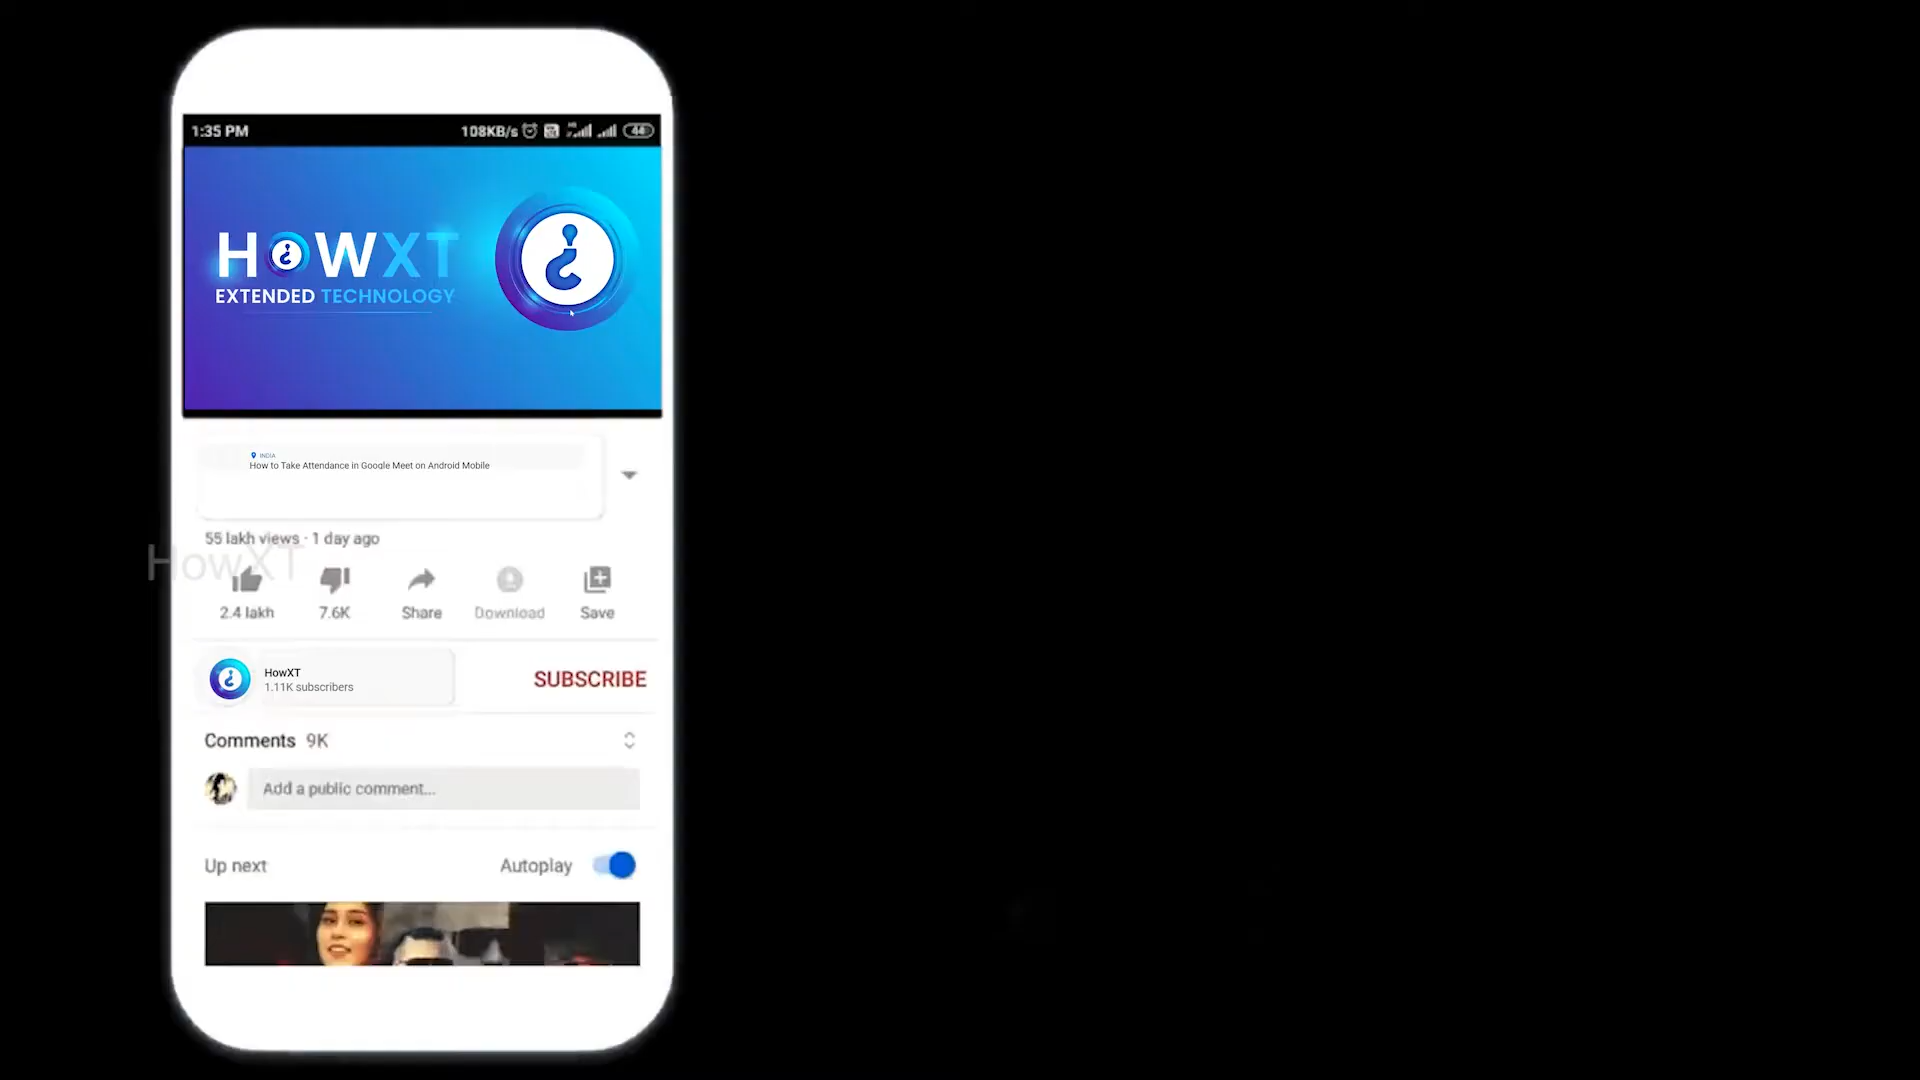 1:35 PM 108KB/s 44
HOWXT
EXTENDED TECHNOLOGY
INDIA
How to Take Attendance in Google Meet on Android Mobile
55 lakh views · 1 day ago
HowXT
2.4 lakh 7.6K Share Download Save
HowXT
1.11K subscribers
SUBSCRIBE
Comments 9K
Add a public comment...
Up next Autoplay